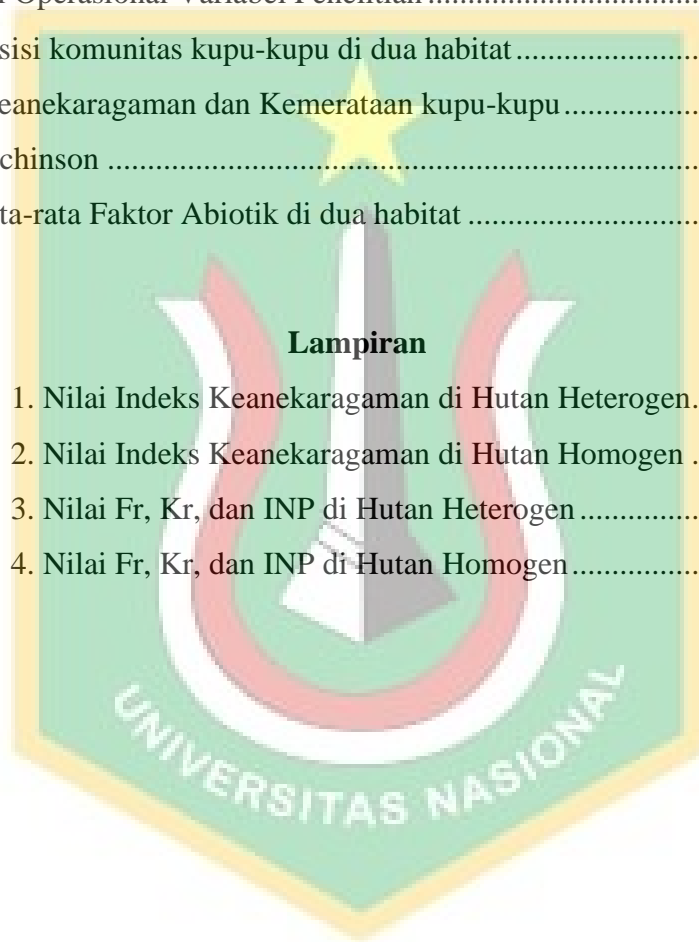 Operasional Variabel Penelitian........................................
sisi komunitas kupu-kupu di dua habitat.......................
eanekaragaman dan Kemerataan kupu-kupu.................
chinson ..........................................................................
ta-rata Faktor Abiotik di dua habitat .............................
Lampiran
1. Nilai Indeks Keanekaragaman di Hutan Heterogen.
2. Nilai Indeks Keanekaragaman di Hutan Homogen .
3. Nilai Fr, Kr, dan INP di Hutan Heterogen...............
4. Nilai Fr, Kr, dan INP di Hutan Homogen................
UNIVERSITAS NASIONAL